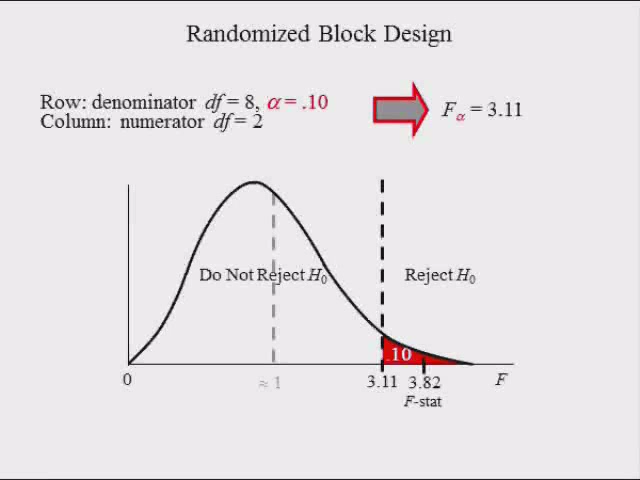 Randomized Block Design
Row: denominator df = 8, α = .10
Column: numerator df = 2
Fα = 3.11
Do Not Reject H0
Reject H0
.10
0
≈ 1
3.11
3.82
F
F-stat